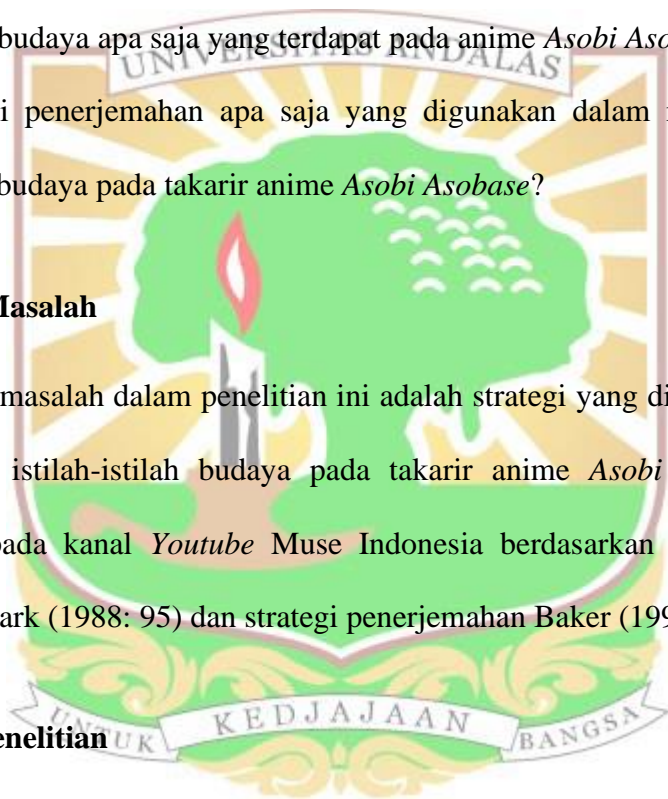 budaya apa saja yang terdapat pada anime Asobi Aso
UNIVERSITAS ANDALAS
i penerjemahan apa saja yang digunakan dalam
budaya pada takarir anime Asobi Asobase?
Masalah
masalah dalam penelitian ini adalah strategi yang di
istilah-istilah budaya pada takarir anime Asobi
pada kanal Youtube Muse Indonesia berdasarkan
ark (1988: 95) dan strategi penerjemahan Baker (199
enelitian
UNTUK KEDJAJAAN BANGSA